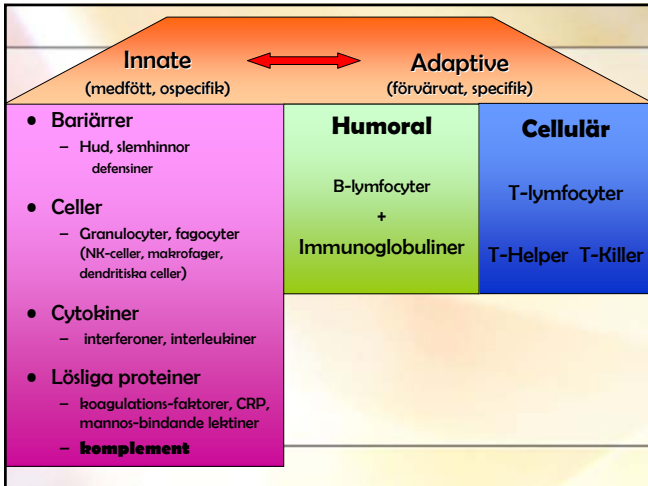 Innate
(medfött, ospecifik)
Adaptive
(förvärvat, specifik)
• Bariärrer
– Hud, slemhinnor
defensiner
• Celler
– Granulocyter, fagocyter
(NK-celler, makrofager,
dendritiska celler)
• Cytokiner
– interferoner, interleukiner
• Lösliga proteiner
– koagulations-faktorer, CRP,
mannos-bindande lektiner
– komplement
Humoral
B-lymfocyter
+
Immunoglobuliner
Cellulär
T-lymfocyter
T-Helper T-Killer